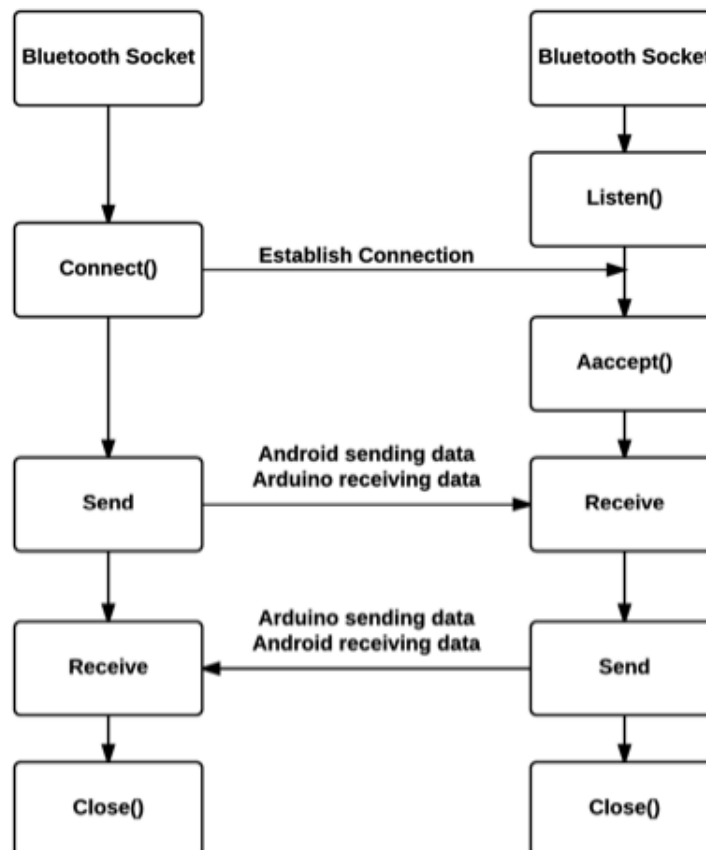 Bluetooth Socket
Bluetooth Socket
Listen()
Connect()
Establish Connection
Aaccept()
Android sending data
Arduino receiving data
Send
Receive
Arduino sending data
Android receiving data
Receive
Send
Close()
Close()